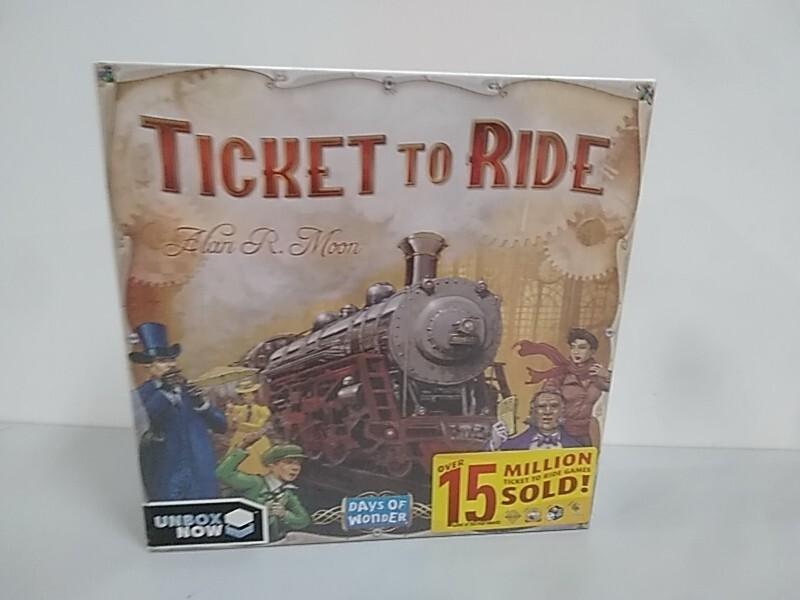 TICKET TO RIDE
Alan R. Moon
OVER
15 MILLION
TICKET TO RIDE GAMES
SOLD!
DAYS OF
WONDER
UNBOX
NOW